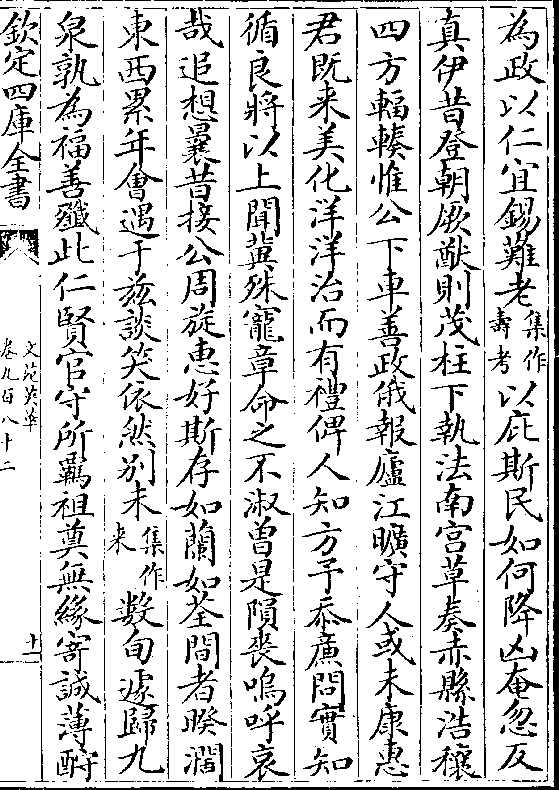 為政以仁宜錫難老集作壽考以庇斯民如何降凶奄忽反
真伊昔登朝厥猷則茂柱下執法南宫草奏赤縣浩穰
四方輻輳惟公下車善政俄報廬江曠守人或未康惠
君既来美化洋洋治而有禮俾人知方予忝廉問實知
循良將以上聞冀殊寵章命之不淑曽是隕喪嗚呼哀
哉追想曩昔接公周旋惠好斯存如蘭如荃間者暌濶
東西累年㑹遇于兹談笑依然别未集作来數旬遽歸九
泉孰為福善殲此仁賢官守所羈祖奠無緣寄誠薄酹
欽定四庫全書
文苑英華
卷九百八十二
十一